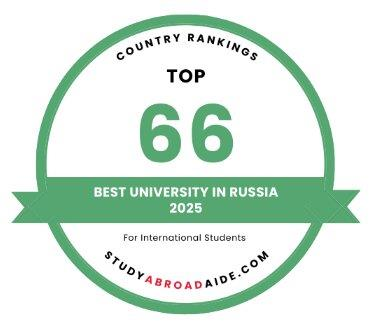 COUNTRY RANKINGS
TOP
66
BEST UNIVERSITY IN RUSSIA
2025
For International Students
STUDYABROADAIDE.COM